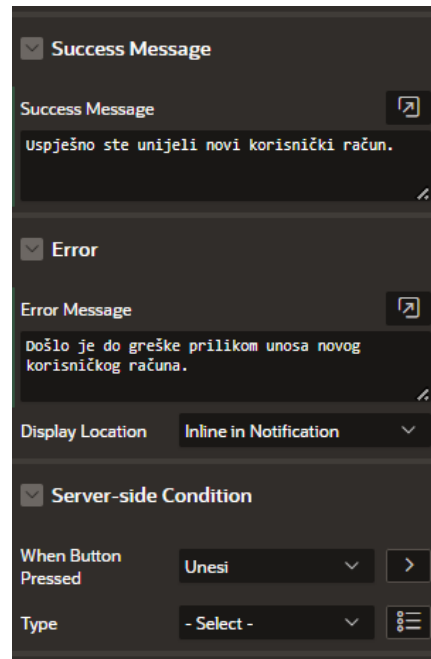 Success Message
Success Message
Uspješno ste unijeli novi korisnički račun.
Error
Error Message
Došlo je do greške prilikom unosa novog
korisničkog računa.
Display Location Inline in Notification
Server-side Condition
When Button
Pressed
Unesi
Type - Select -